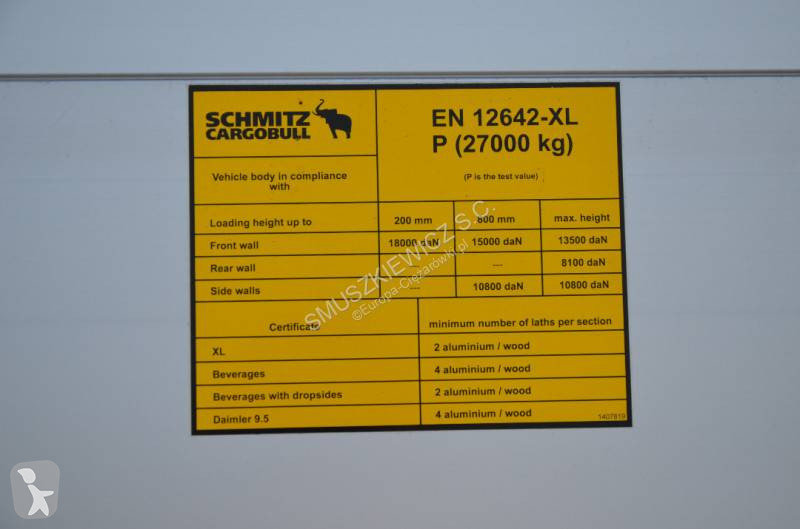 SCHMITZ
CARGOBULL
EN 12642-XL
P (27000 kg)
Vehicle body in compliance
with
(P is the test value)
Loading height up to 200 mm 800 mm max. height
Front wall 18000 daN 15000 daN 13500 daN
Rear wall ---- ---- 8100 daN
Side walls ---- 10800 daN 10800 daN
Certificate minimum number of laths per section
XL 2 aluminium / wood
Beverages 4 aluminium / wood
Beverages with dropsides 2 aluminium / wood
Daimler 9.5 4 aluminium / wood
1407819
SMUSZKIEWICZ S.C.
©Europa-Ciężarówki.pl